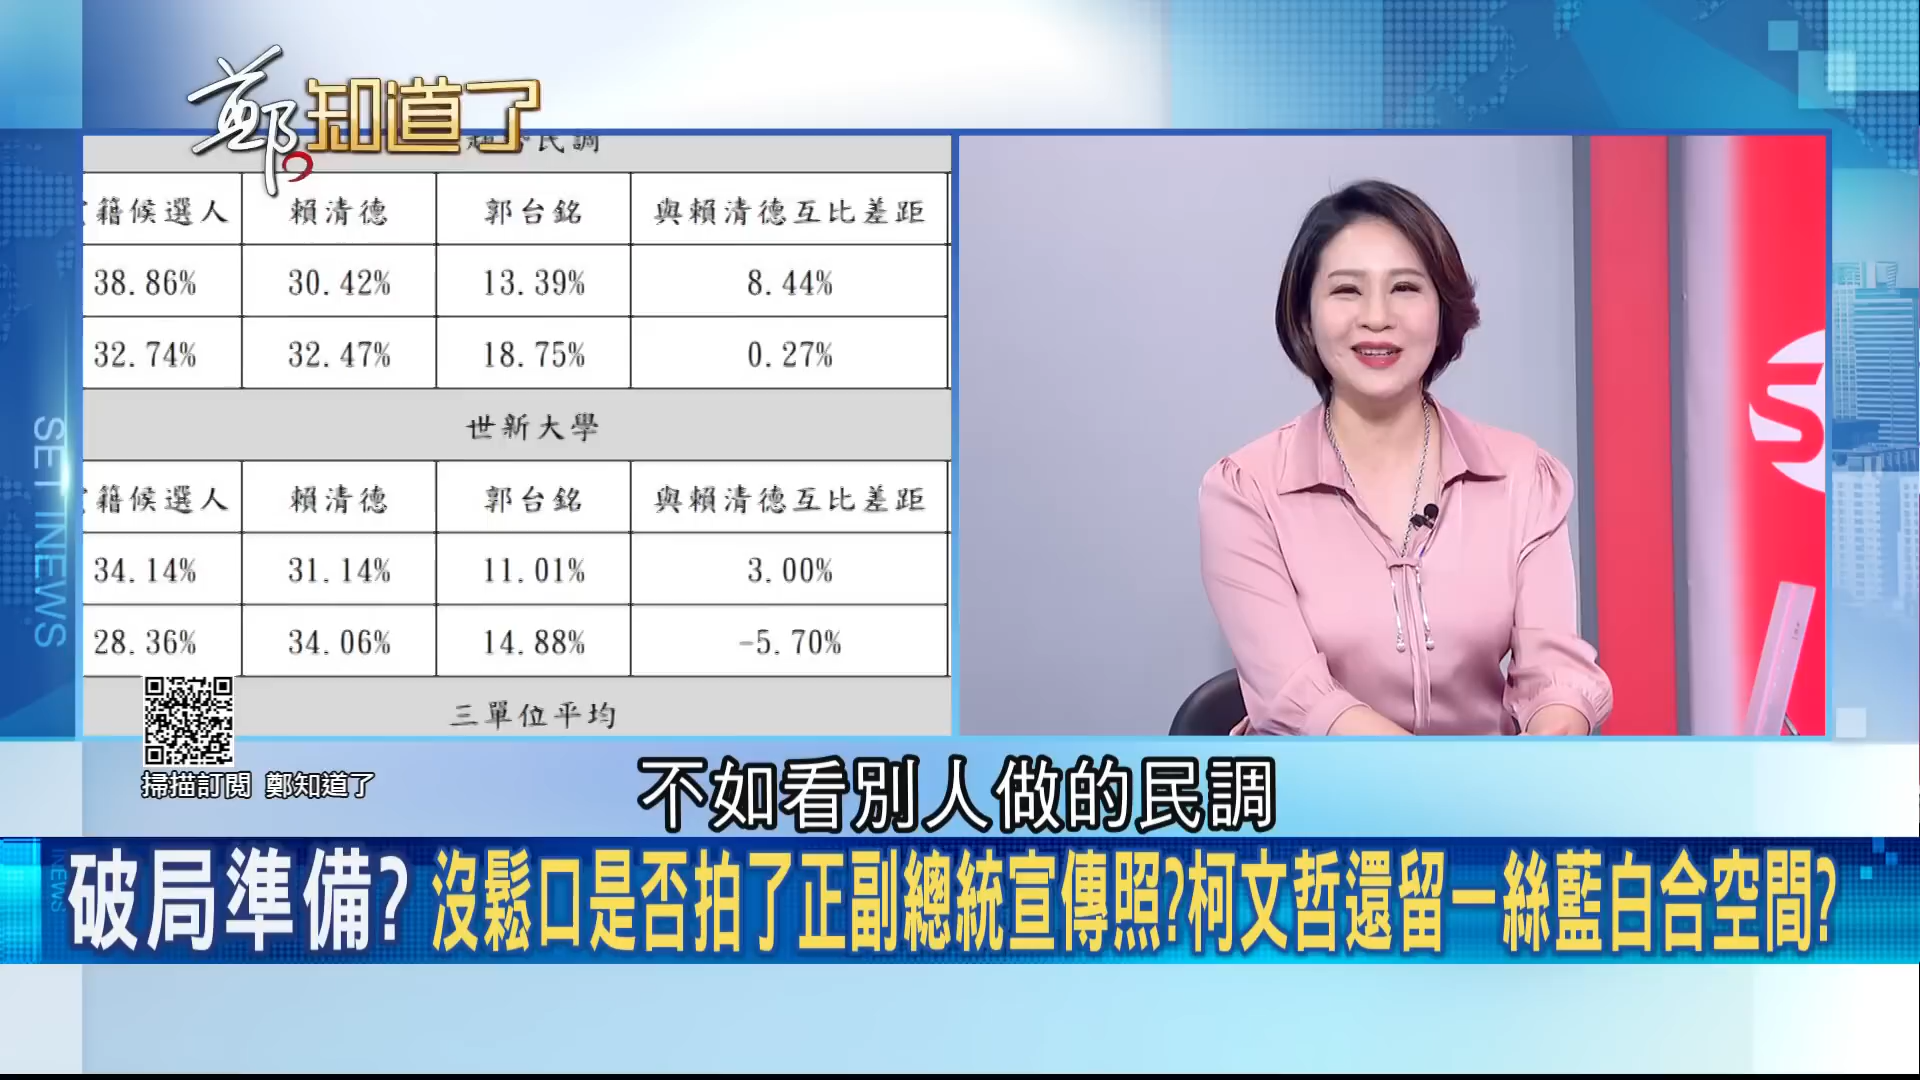 鄭知道了
民調
籍候選人 賴清德 郭台銘 與賴清德互比差距
38.86% 30.42% 13.39% 8.44%
32.74% 32.47% 18.75% 0.27%
世新大學
籍候選人 賴清德 郭台銘 與賴清德互比差距
34.14% 31.14% 11.01% 3.00%
28.36% 34.06% 14.88% -5.70%
三單位平均
SET iNEWS
掃描訂閱 鄭知道了
不如看別人做的民調
破局準備? 沒鬆口是否拍了正副總統宣傳照?柯文哲還留一絲藍白合空間?